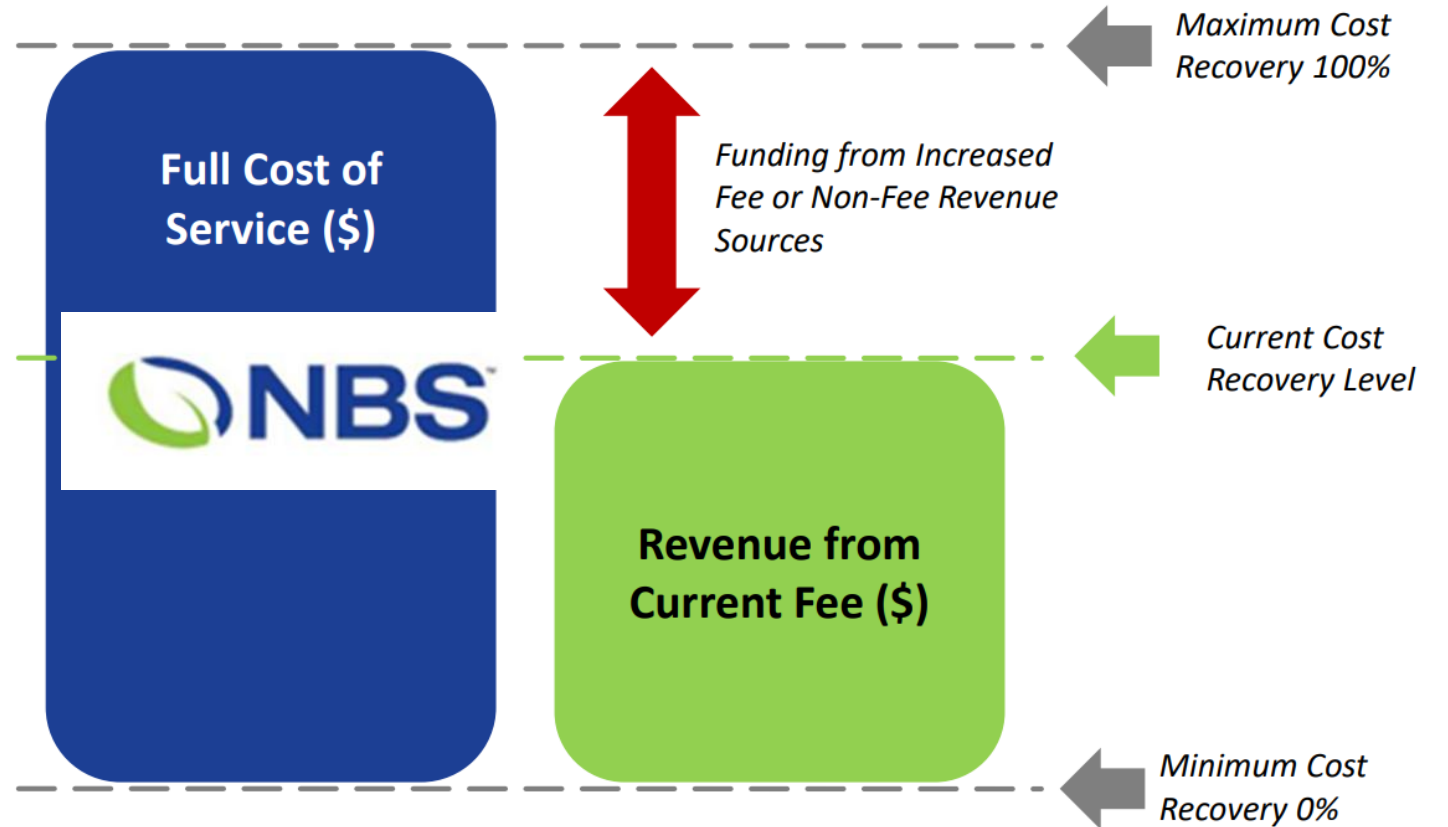 Maximum Cost
Recovery 100%
Full Cost of
Service ($)
Funding from Increased
Fee or Non-Fee Revenue
Sources
NBS™
Current Cost
Recovery Level
Revenue from
Current Fee ($)
Minimum Cost
Recovery 0%